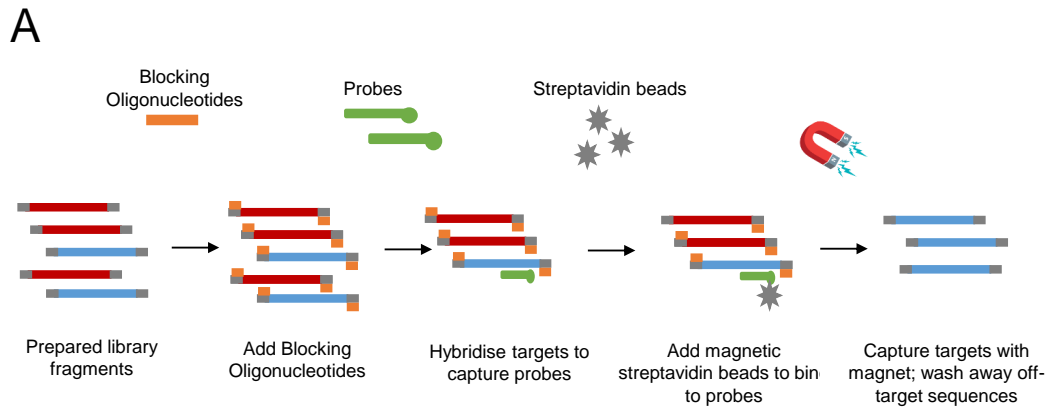 A
Blocking
Oligonucleotides
Probes
Streptavidin beads
Prepared library
fragments
Add Blocking
Oligonucleotides
Hybridise targets to
capture probes
Add magnetic
streptavidin beads to bin
to probes
Capture targets with
magnet; wash away off-
target sequences